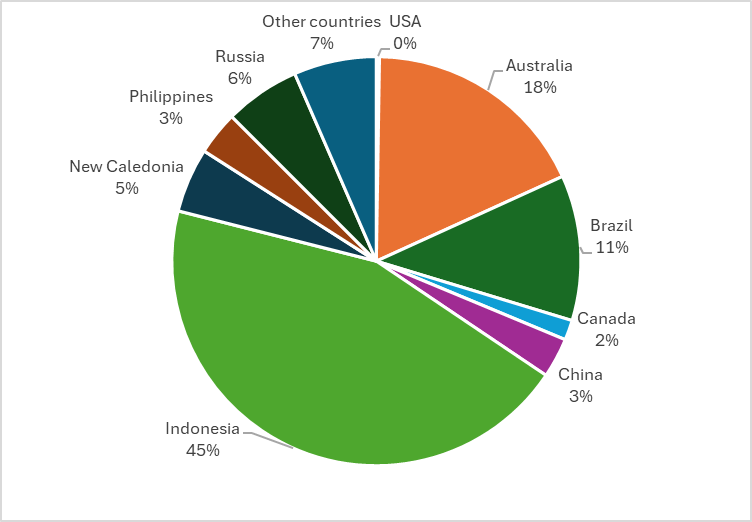 Other countries
7%
USA
0%
Australia
18%
Brazil
11%
Canada
2%
China
3%
Indonesia
45%
New Caledonia
5%
Philippines
3%
Russia
6%